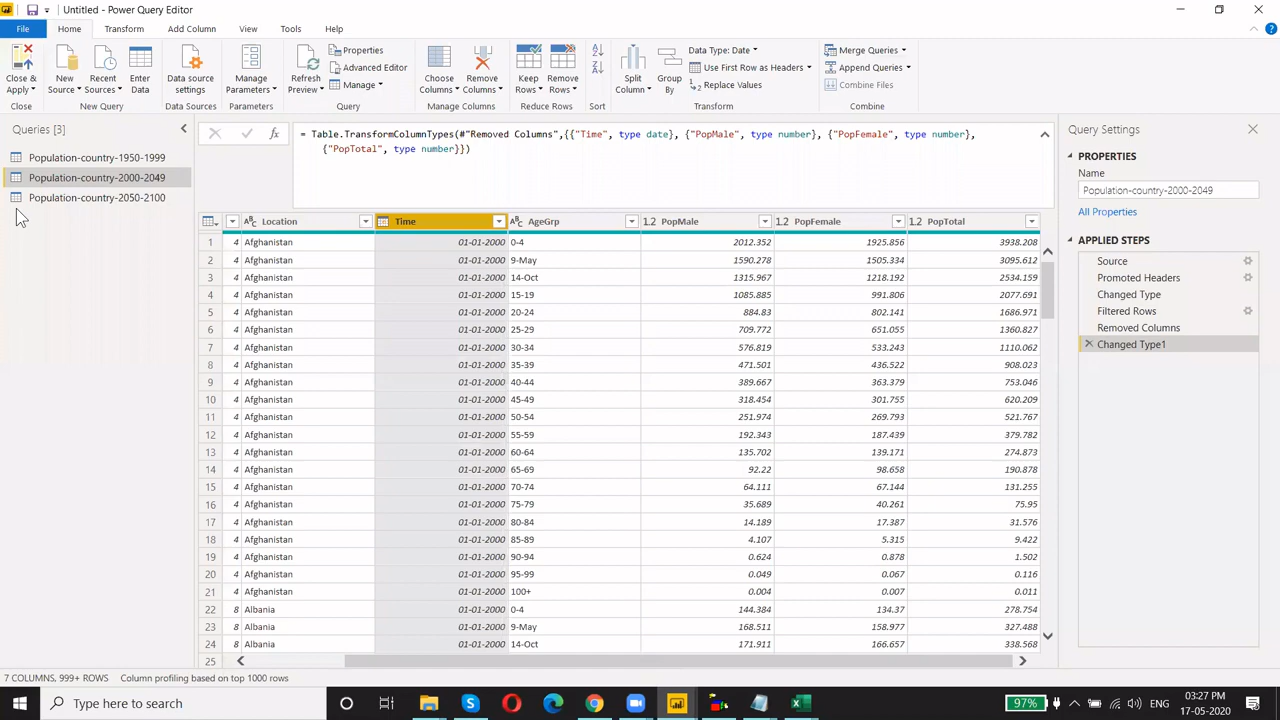 Untitled - Power Query Editor
File Home Transform Add Column View Tools Help
Close & Apply
New Source
Recent Sources
Enter Data
Data source settings
Manage Parameters
Refresh Preview
Properties
Advanced Editor
Manage
Choose Columns
Remove Columns
Keep Rows
Remove Rows
Split Column
Group By
Data Type: Date
Use First Row as Headers
Replace Values
Merge Queries
Append Queries
Combine Files
Close New Query Data Sources Parameters Query Manage Columns Reduce Rows Sort Transform Combine
Queries [3]
Population-country-1950-1999
Population-country-2000-2049
Population-country-2050-2100
= Table.TransformColumnTypes(#"Removed Columns",{{"Time", type date}, {"PopMale", type number}, {"PopFemale", type number},
{"PopTotal", type number}})
Location Time AgeGrp 1.2 PopMale 1.2 PopFemale 1.2 PopTotal
1 4 Afghanistan 01-01-2000 0-4 2012.352 1925.856 3938.208
2 4 Afghanistan 01-01-2000 9-May 1590.278 1505.334 3095.612
3 4 Afghanistan 01-01-2000 14-Oct 1315.967 1218.192 2534.159
4 4 Afghanistan 01-01-2000 15-19 1085.885 991.806 2077.691
5 4 Afghanistan 01-01-2000 20-24 884.83 802.141 1686.971
6 4 Afghanistan 01-01-2000 25-29 709.772 651.055 1360.827
7 4 Afghanistan 01-01-2000 30-34 576.819 533.243 1110.062
8 4 Afghanistan 01-01-2000 35-39 471.501 436.522 908.023
9 4 Afghanistan 01-01-2000 40-44 389.667 363.379 753.046
10 4 Afghanistan 01-01-2000 45-49 318.454 301.755 620.209
11 4 Afghanistan 01-01-2000 50-54 251.974 269.793 521.767
12 4 Afghanistan 01-01-2000 55-59 192.343 187.439 379.782
13 4 Afghanistan 01-01-2000 60-64 135.702 139.171 274.873
14 4 Afghanistan 01-01-2000 65-69 92.22 98.658 190.878
15 4 Afghanistan 01-01-2000 70-74 64.111 67.144 131.255
16 4 Afghanistan 01-01-2000 75-79 35.689 40.261 75.95
17 4 Afghanistan 01-01-2000 80-84 14.189 17.387 31.576
18 4 Afghanistan 01-01-2000 85-89 4.107 5.315 9.422
19 4 Afghanistan 01-01-2000 90-94 0.624 0.878 1.502
20 4 Afghanistan 01-01-2000 95-99 0.049 0.067 0.116
21 4 Afghanistan 01-01-2000 100+ 0.004 0.007 0.011
22 8 Albania 01-01-2000 0-4 144.384 134.37 278.754
23 8 Albania 01-01-2000 9-May 168.511 158.977 327.488
24 8 Albania 01-01-2000 14-Oct 171.911 166.657 338.568
25
Query Settings
PROPERTIES
Name
Population-country-2000-2049
All Properties
APPLIED STEPS
Source
Promoted Headers
Changed Type
Filtered Rows
Removed Columns
Changed Type1
7 COLUMNS, 999+ ROWS Column profiling based on top 1000 rows
Type here to search
97%
ENG
03:27 PM
17-05-2020